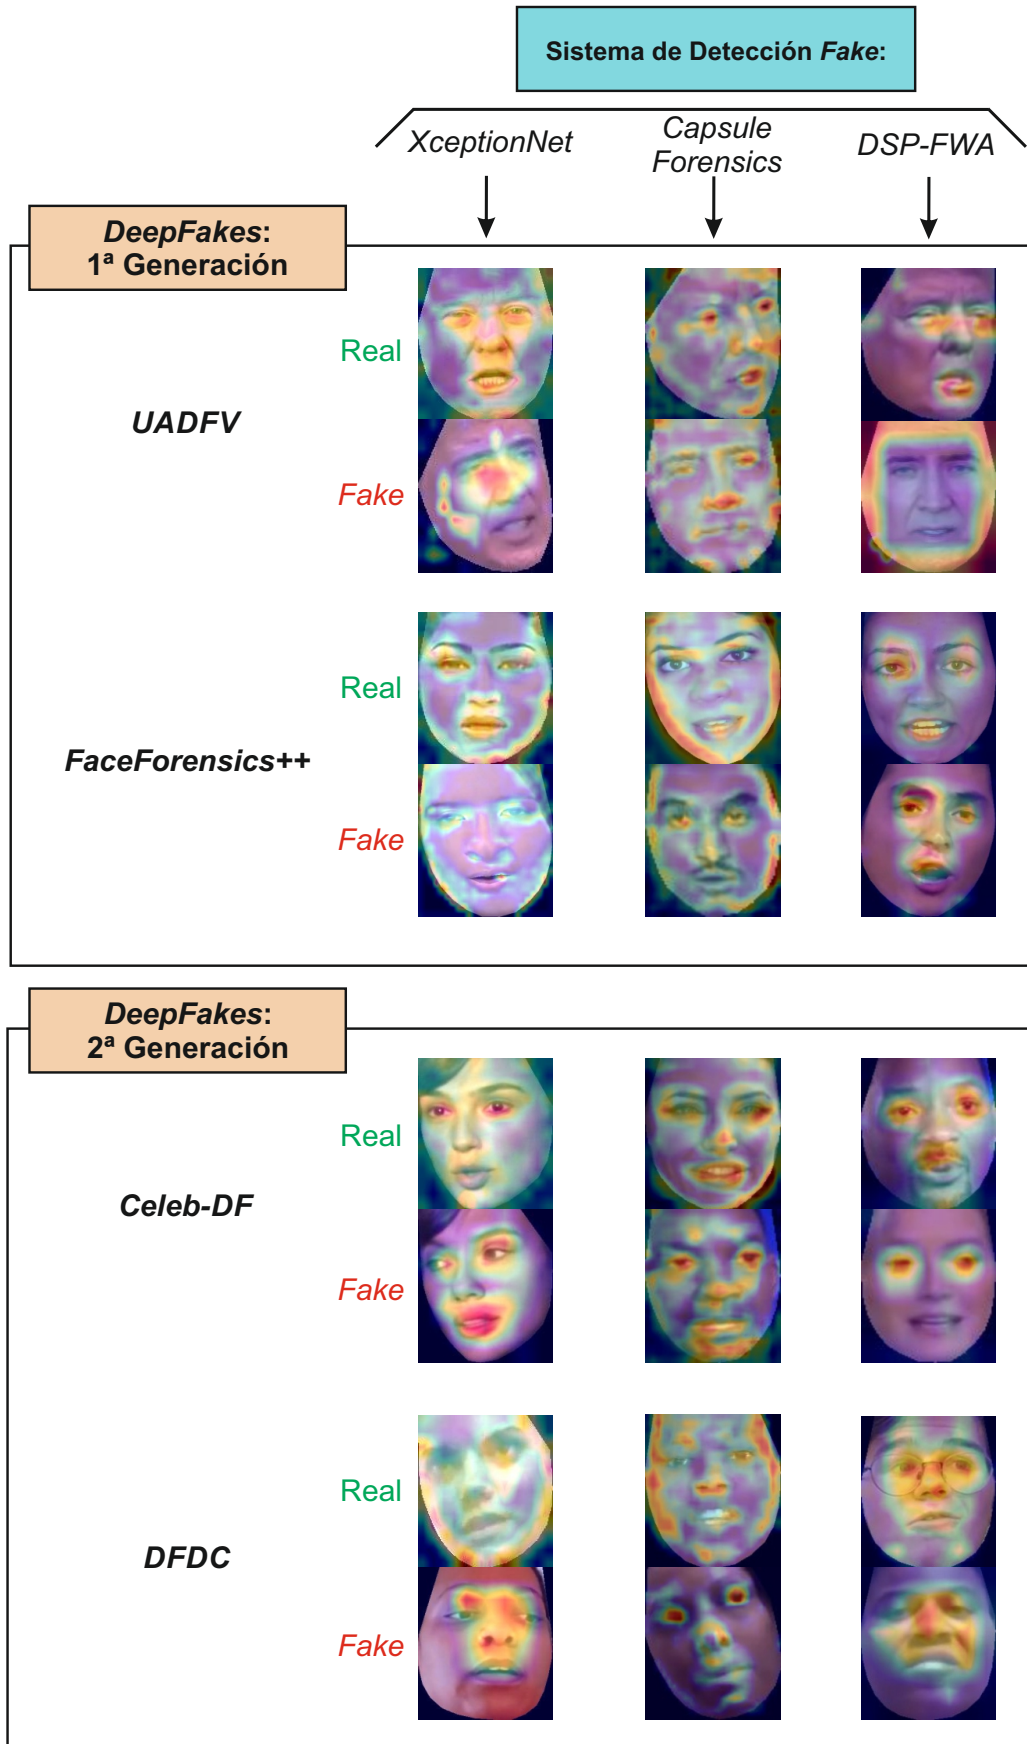 Sistema de Detección Fake:
XceptionNet
Capsule
Forensics
DSP-FWA
DeepFakes:
1ª Generación
Real
UADFV
Fake
Real
FaceForensics++
Fake
DeepFakes:
2ª Generación
Real
Celeb-DF
Fake
Real
DFDC
Fake